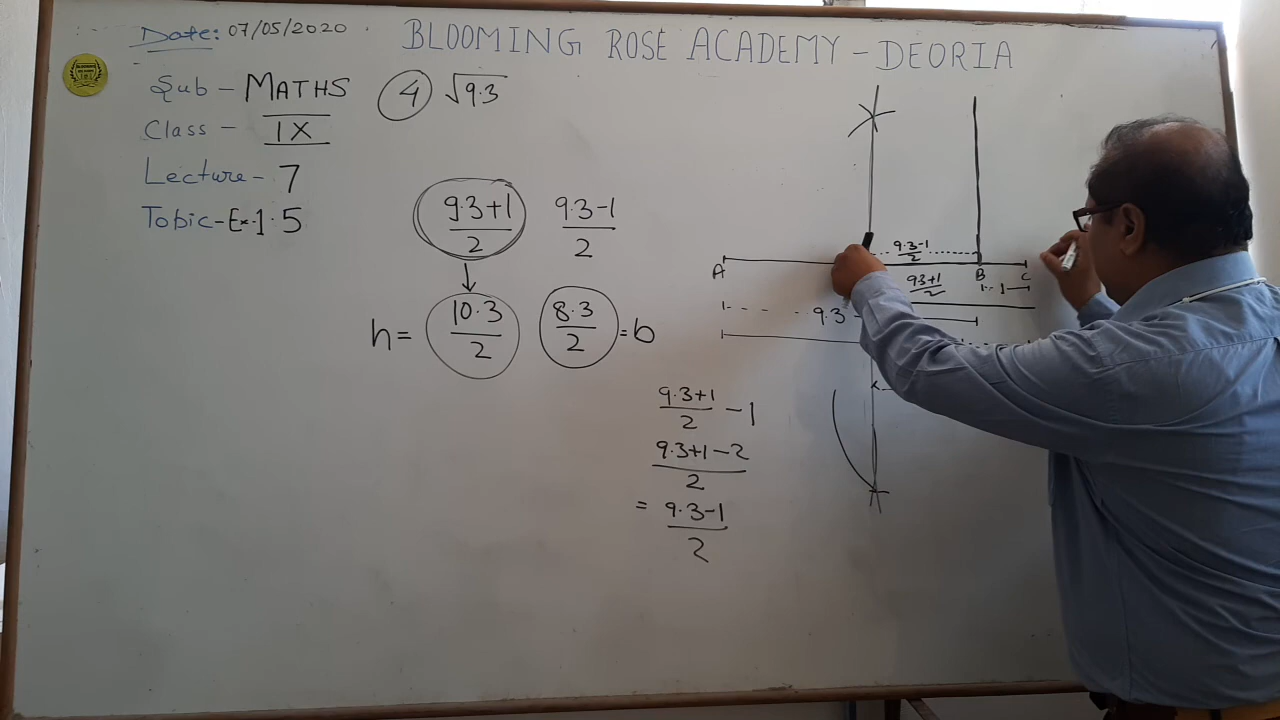 Date: 07/05/2020
BLOOMING ROSE ACADEMY - DEORIA
Sub - MATHS
Class - IX
Lecture - 7
Tobic - Ex-1.5
4 √9.3
9.3+1/2 9.3-1/2
h= 10.3/2 8.3/2 =b
9.3+1/2 - 1
9.3+1-2/2
= 9.3-1/2
9.3-1/2
A B C
9.3+1/2
1
9.3